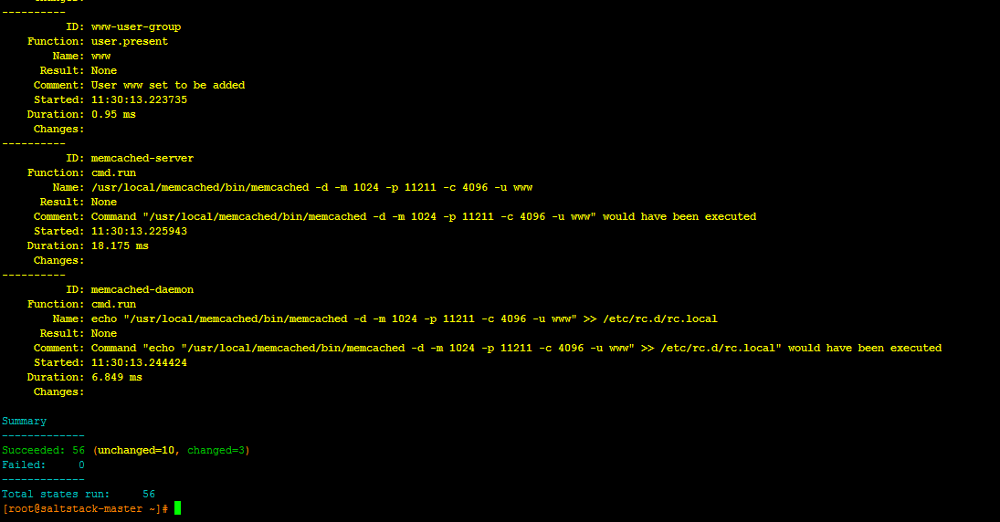 ----------
          ID: www-user-group
    Function: user.present
        Name: www
      Result: None
     Comment: User www set to be added
     Started: 11:30:13.223735
    Duration: 0.95 ms
     Changes:
----------
          ID: memcached-server
    Function: cmd.run
        Name: /usr/local/memcached/bin/memcached -d -m 1024 -p 11211 -c 4096 -u www
      Result: None
     Comment: Command "/usr/local/memcached/bin/memcached -d -m 1024 -p 11211 -c 4096 -u www" would have been executed
     Started: 11:30:13.225943
    Duration: 18.175 ms
     Changes:
----------
          ID: memcached-daemon
    Function: cmd.run
        Name: echo "/usr/local/memcached/bin/memcached -d -m 1024 -p 11211 -c 4096 -u www" >> /etc/rc.d/rc.local
      Result: None
     Comment: Command "echo "/usr/local/memcached/bin/memcached -d -m 1024 -p 11211 -c 4096 -u www" >> /etc/rc.d/rc.local" would have been executed
     Started: 11:30:13.244424
    Duration: 6.849 ms
     Changes:
Summary
-------------
Succeeded: 56 (unchanged=10, changed=3)
Failed:     0
-------------
Total states run:     56
[root@saltstack-master ~]#